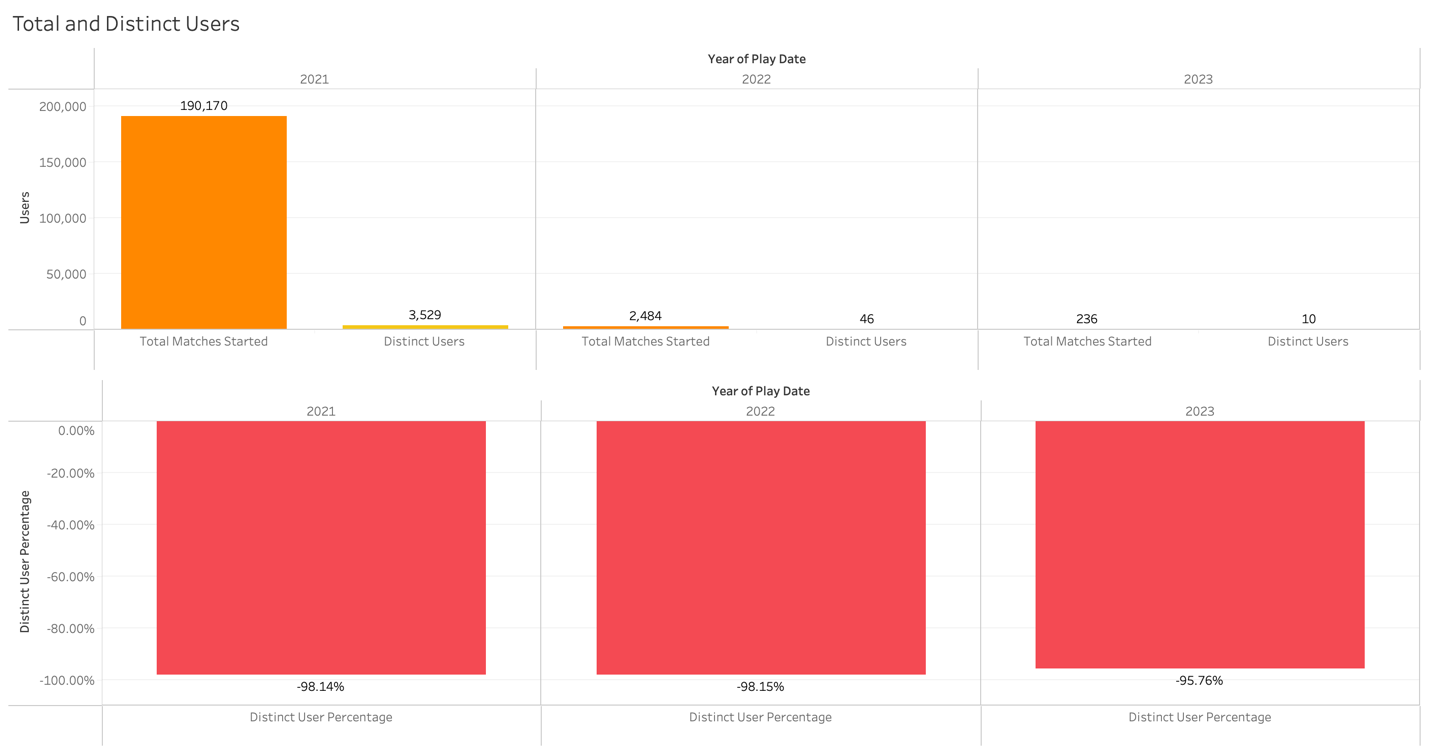 Total and Distinct Users
Year of Play Date
2021 2022 2023
Users
200,000
150,000
100,000
50,000
0
190,170 3,529 2,484 46 236 10
Total Matches Started Distinct Users Total Matches Started Distinct Users Total Matches Started Distinct Users
Year of Play Date
2021 2022 2023
Distinct User Percentage
0.00%
-20.00%
-40.00%
-60.00%
-80.00%
-100.00%
-98.14% -98.15% -95.76%
Distinct User Percentage Distinct User Percentage Distinct User Percentage